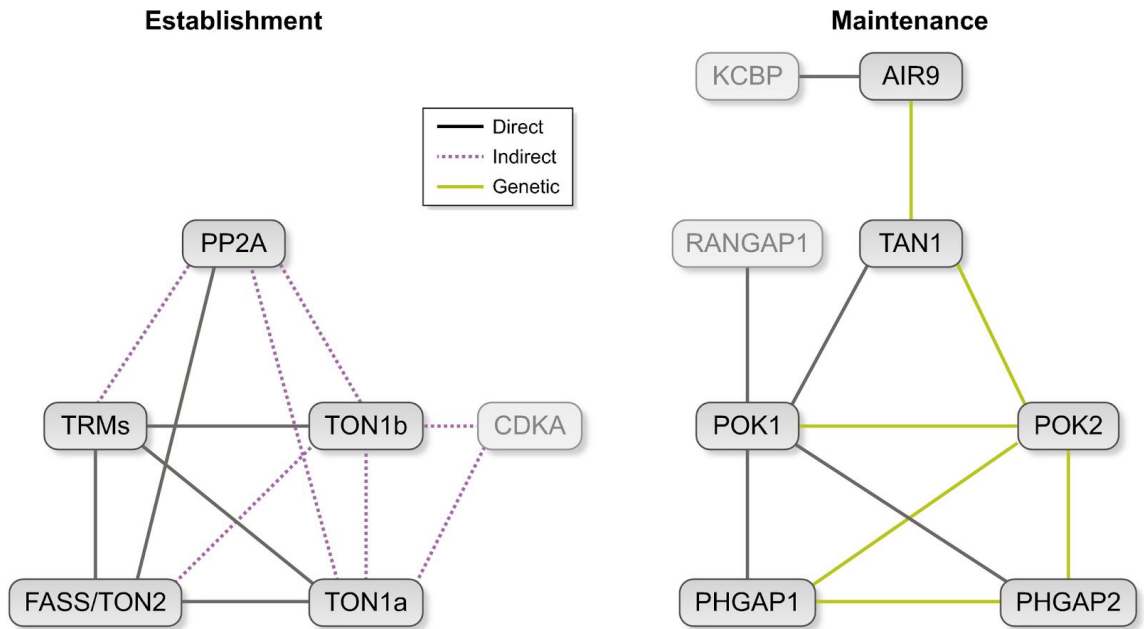 Establishment
Maintenance
KCBP
AIR9
Direct
Indirect
Genetic
PP2A
RANGAP1
TAN1
TRMs
TON1b
CDKA
POK1
POK2
FASS/TON2
TON1a
PHGAP1
PHGAP2